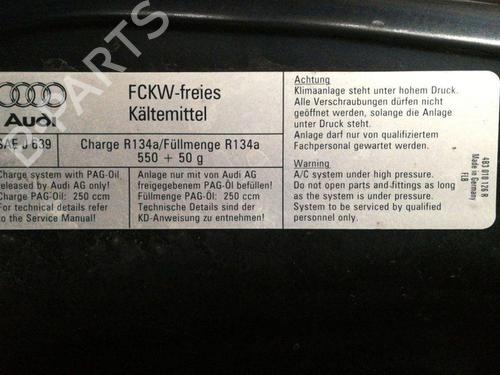 Audi
FCKW-freies
Kältemittel
SAE J 639
Charge R134a/Füllmenge R134a
550 + 50 g
Charge system with PAG-Oil
released by Audi AG only!
Charge PAG-Oil: 250 ccm
For technical details refer
to the Service Manual!
Anlage nur mit von Audi AG
freigegebenem PAG-Öl befüllen!
Füllmenge PAG-Öl: 250 ccm
Technische Details sind der
KD-Anweisung zu entnehmen!
Achtung
Klimaanlage steht unter hohem Druck.
Alle Verschraubungen dürfen nicht
geöffnet werden, solange die Anlage
unter Druck steht.
Anlage darf nur von qualifiziertem
Fachpersonal gewartet werden.
Warning
A/C system under high pressure.
Do not open parts and fittings as long
as the system is under pressure.
System to be serviced by qualified
personnel only.
4B1 010 126 R
Made in Germany
FEB
B-PARTS